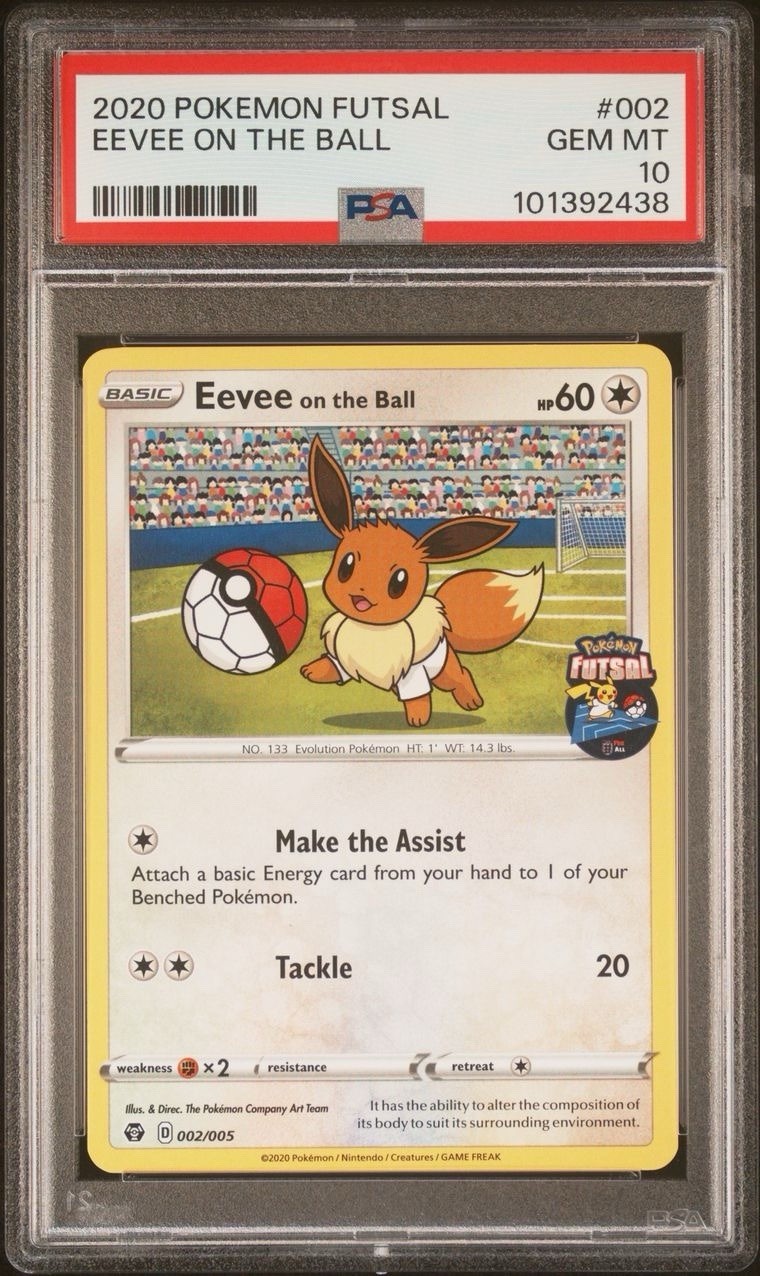 2020 POKEMON FUTSAL #002
EEVEE ON THE BALL GEM MT
10
101392438
PSA
BASIC Eevee on the Ball HP60
Pokémon
FUTSAL
NO. 133 Evolution Pokémon HT: 1' WT: 14.3 lbs.
Make the Assist
Attach a basic Energy card from your hand to 1 of your
Benched Pokémon.
Tackle 20
weakness ×2 resistance retreat
Illus. & Direc. The Pokémon Company Art Team
It has the ability to alter the composition of
its body to suit its surrounding environment.
D 002/005
©2020 Pokémon / Nintendo / Creatures / GAME FREAK
PSA